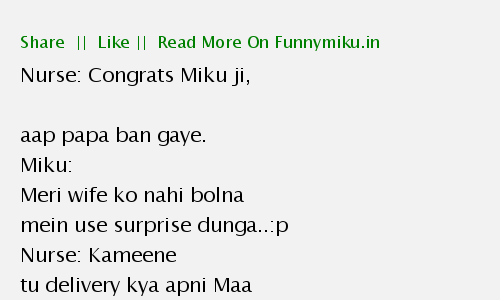 Share || Like || Read More On Funnymiku.in
Nurse: Congrats Miku ji,
aap papa ban gaye.
Miku:
Meri wife ko nahi bolna
mein use surprise dunga..:p
Nurse: Kameene
tu delivery kya apni Maa